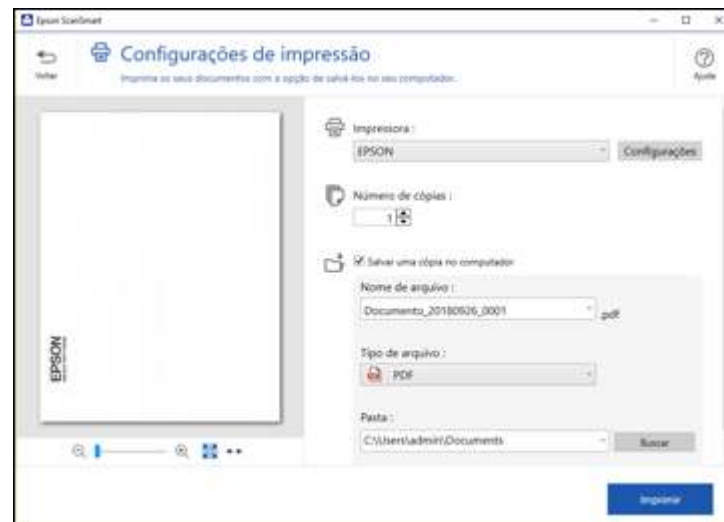 Epson ScanSmart
Voltar
Configurações de impressão
Imprima os seus documentos com a opção de salvá-los no seu computador.
Ajuda
Impressora :
EPSON
Configurações
Número de cópias :
1
Salvar uma cópia no computador
Nome de arquivo :
Documento_20180926_0001
.pdf
Tipo de arquivo :
PDF
Pasta :
C:\Users\admin\Documents
Buscar
EPSON
Imprimir